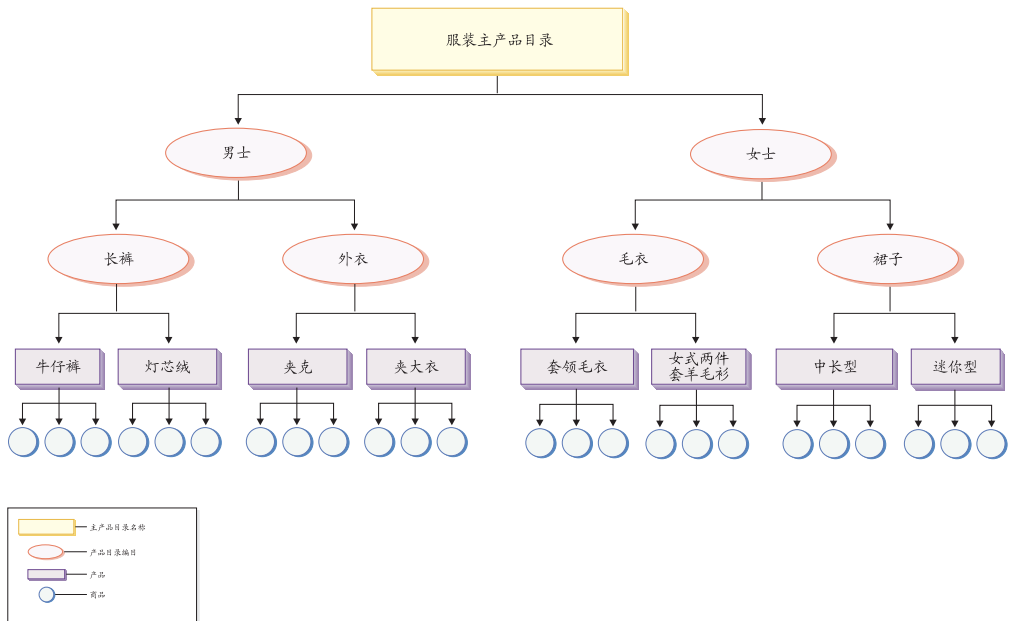 服装主产品目录
男士
女士
长裤
外衣
毛衣
裙子
牛仔裤
灯芯绒
夹克
夹大衣
套领毛衣
女式两件
套羊毛衫
中长型
迷你型
主产品目录名称
产品目录编目
产品
商品